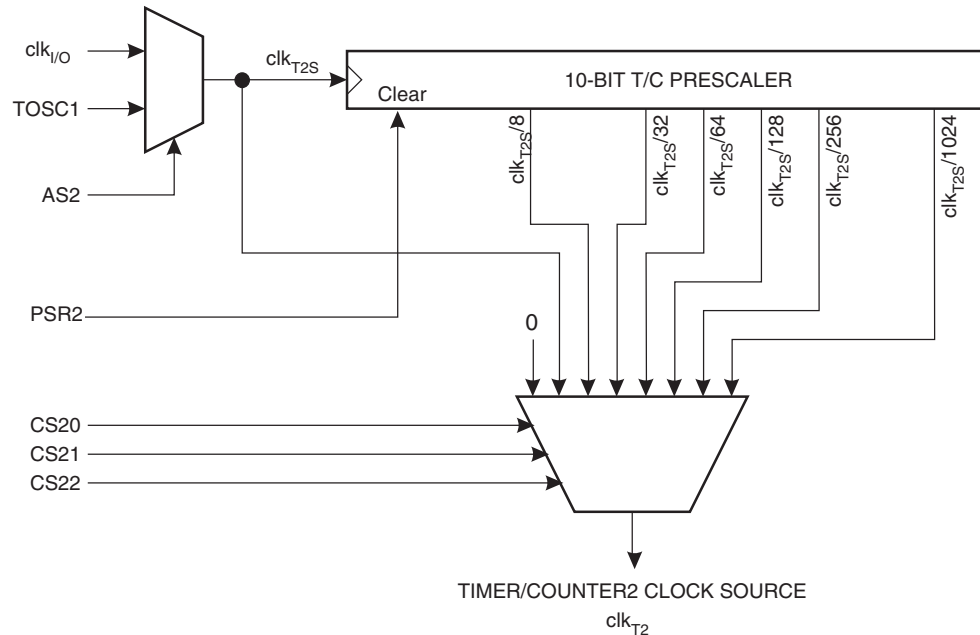 clkI/O
clkT2S
10-BIT T/C PRESCALER
TOSC1
Clear
clkT2S/8
clkT2S/32
clkT2S/64
clkT2S/128
clkT2S/256
clkT2S/1024
AS2
PSR2
0
CS20
CS21
CS22
TIMER/COUNTER2 CLOCK SOURCE
clkT2